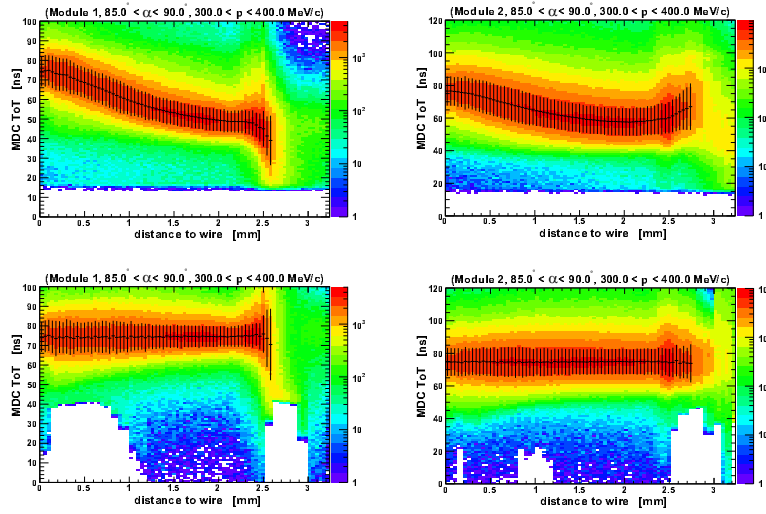 (Module 1, 85.0° < α < 90.0°, 300.0 < p < 400.0 MeV/c)
MDC ToT [ns]
100
90
80
70
60
50
40
30
20
10
0
0 0.5 1 1.5 2 2.5 3
distance to wire [mm]
10³
10²
10
1
(Module 2, 85.0° < α < 90.0°, 300.0 < p < 400.0 MeV/c)
MDC ToT [ns]
120
100
80
60
40
20
0
0 0.5 1 1.5 2 2.5 3
distance to wire [mm]
1
(Module 1, 85.0° < α < 90.0°, 300.0 < p < 400.0 MeV/c)
MDC ToT [ns]
100
90
80
70
60
50
40
30
20
10
0
0 0.5 1 1.5 2 2.5 3
distance to wire [mm]
10³
10²
10
1
(Module 2, 85.0° < α < 90.0°, 300.0 < p < 400.0 MeV/c)
MDC ToT [ns]
120
100
80
60
40
20
0
0 0.5 1 1.5 2 2.5 3
distance to wire [mm]
1